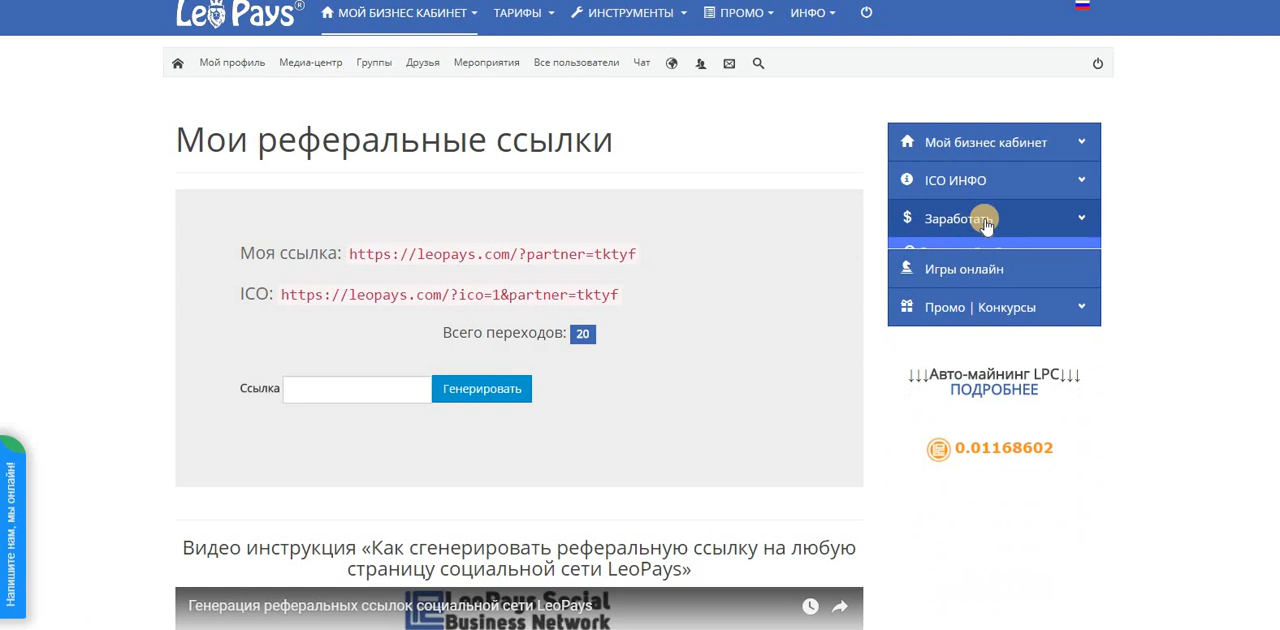 LeoPays®
МОЙ БИЗНЕС КАБИНЕТ
ТАРИФЫ
ИНСТРУМЕНТЫ
ПРОМО
ИНФО
Мой профиль
Медиа-центр
Группы
Друзья
Мероприятия
Все пользователи
Чат
Мои реферальные ссылки
Моя ссылка: https://leopays.com/?partner=tktyf
ICO: https://leopays.com/?ico=1&partner=tktyf
Всего переходов: 20
Ссылка
Генерировать
Видео инструкция «Как сгенерировать реферальную ссылку на любую
страницу социальной сети LeoPays»
Генерация реферальных ссылок социальной сети LeoPays
LeoPays Social
Business Network
Мой бизнес кабинет
ICO ИНФО
Заработать
Игры онлайн
Промо | Конкурсы
↓↓↓Авто-майнинг LPC↓↓↓
ПОДРОБНЕЕ
0.01168602
Напишите нам, мы онлайн!